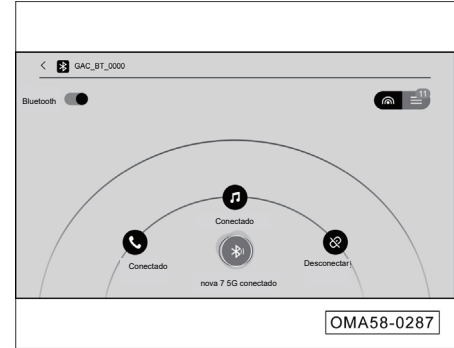 GAC_BT_0000
Bluetooth
11
Conectado
Conectado
Desconectar
nova 7 5G conectado
OMA58-0287